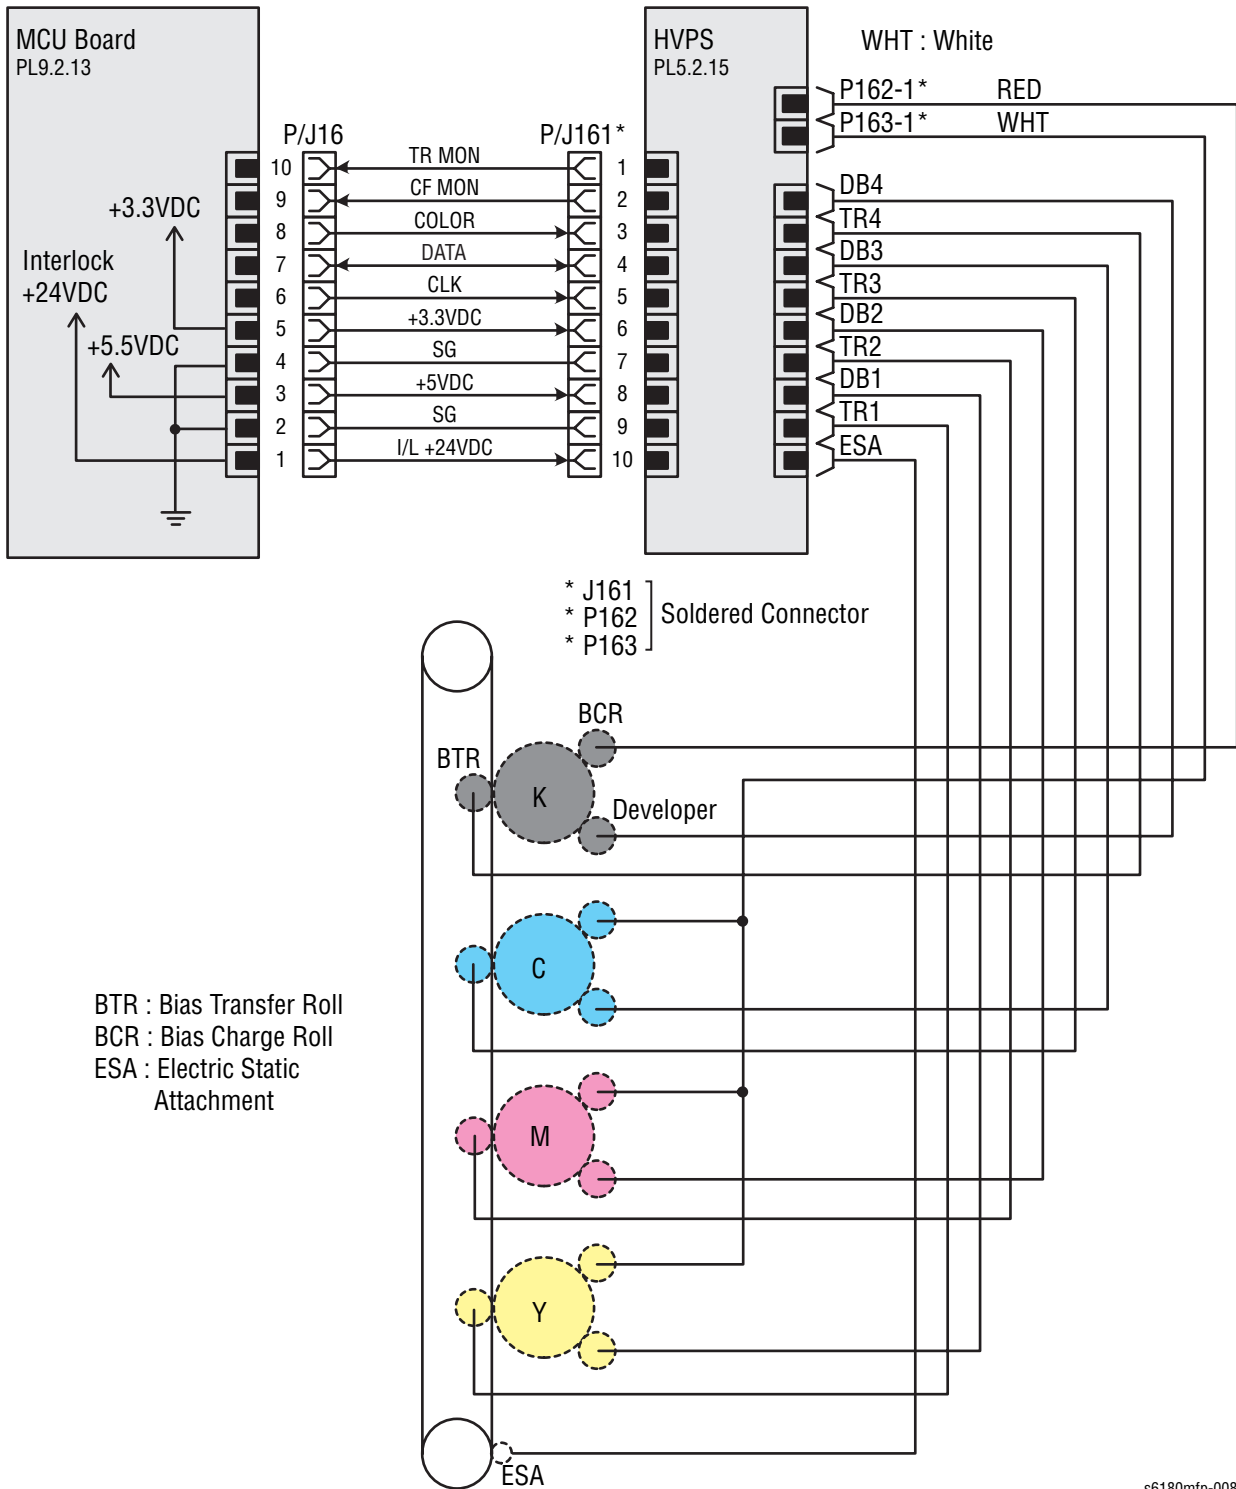 MCU Board
PL9.2.13
HVPS
PL5.2.15
WHT : White
P162-1* RED
P163-1* WHT
P/J16
P/J161*
10 TR MON 1
9 CF MON 2
8 COLOR 3
7 DATA 4
6 CLK 5
5 +3.3VDC 6
4 SG 7
3 +5VDC 8
2 SG 9
1 I/L +24VDC 10
+3.3VDC
Interlock
+24VDC
+5.5VDC
DB4
TR4
DB3
TR3
DB2
TR2
DB1
TR1
ESA
* J161
* P162
* P163
Soldered Connector
BCR
BTR
K
Developer
C
M
Y
ESA
BTR : Bias Transfer Roll
BCR : Bias Charge Roll
ESA : Electric Static
Attachment
s6180mfp-008